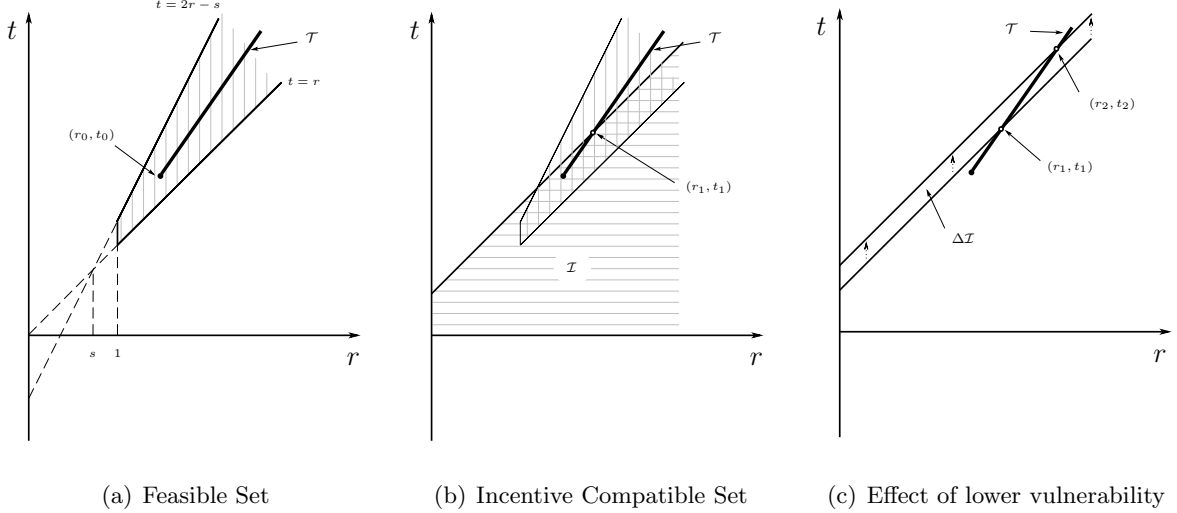 t = 2r − s
t
𝒯
t = r
(r₀, t₀)
s
1
r
(a) Feasible Set
t
𝒯
(r₁, t₁)
ℐ
r
(b) Incentive Compatible Set
t
𝒯
(r₂, t₂)
(r₁, t₁)
Δℐ
r
(c) Effect of lower vulnerability